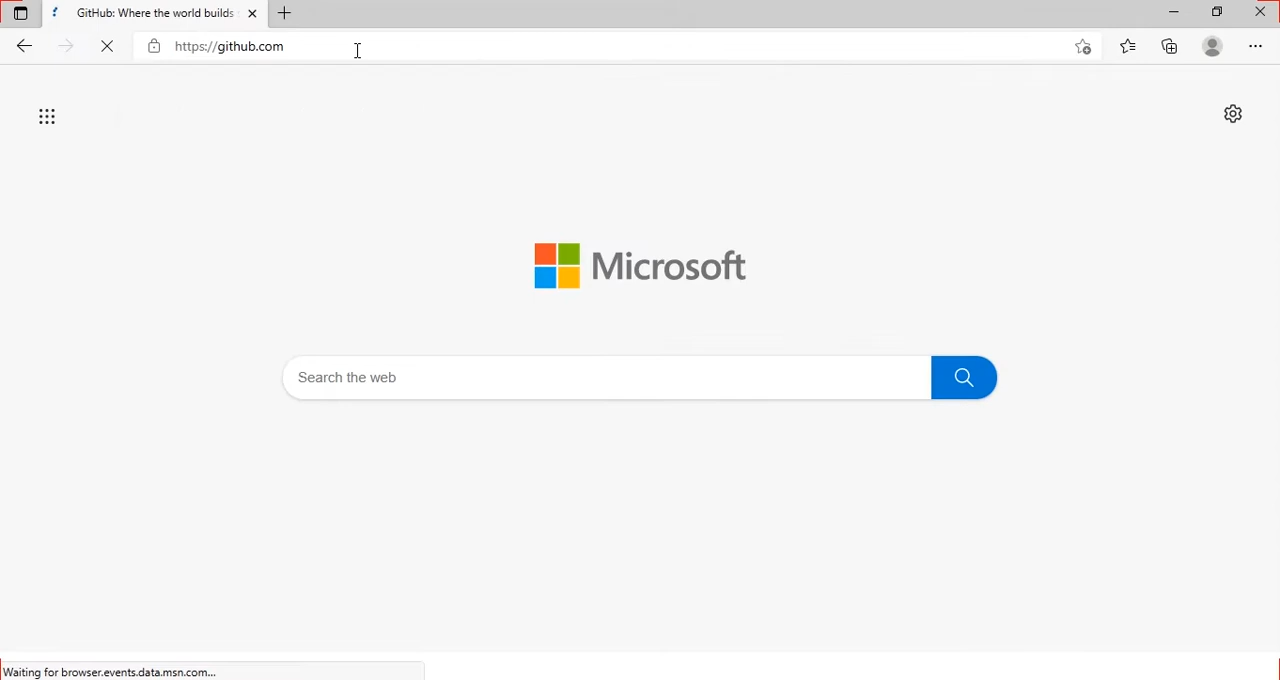 GitHub: Where the world builds
https://github.com
Microsoft
Search the web
Waiting for browser.events.data.msn.com...